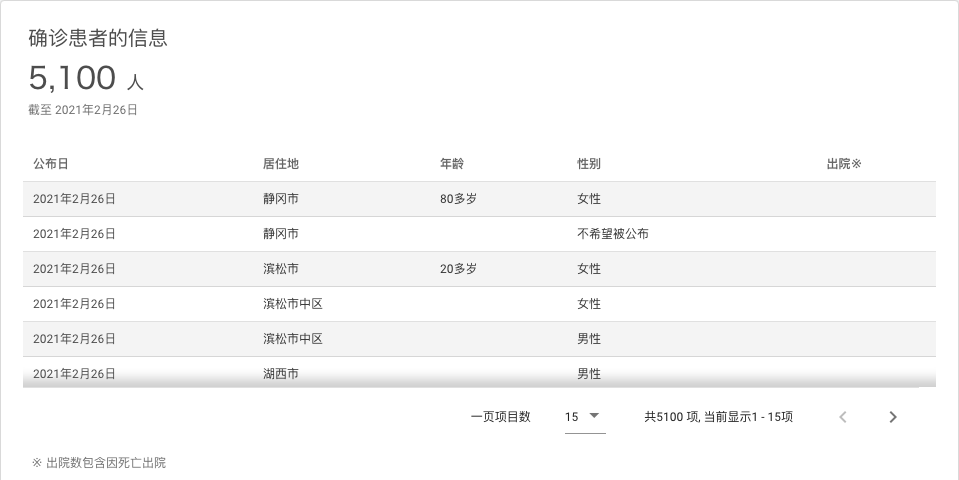 确诊患者的信息
5,100 人
截至 2021年2月26日
公布日 居住地 年龄 性别 出院※
2021年2月26日 静冈市 80多岁 女性
2021年2月26日 静冈市 不希望被公布
2021年2月26日 滨松市 20多岁 女性
2021年2月26日 滨松市中区 女性
2021年2月26日 滨松市中区 男性
2021年2月26日 湖西市 男性
一页项目数 15 共5100 项, 当前显示1 - 15项
※ 出院数包含因死亡出院